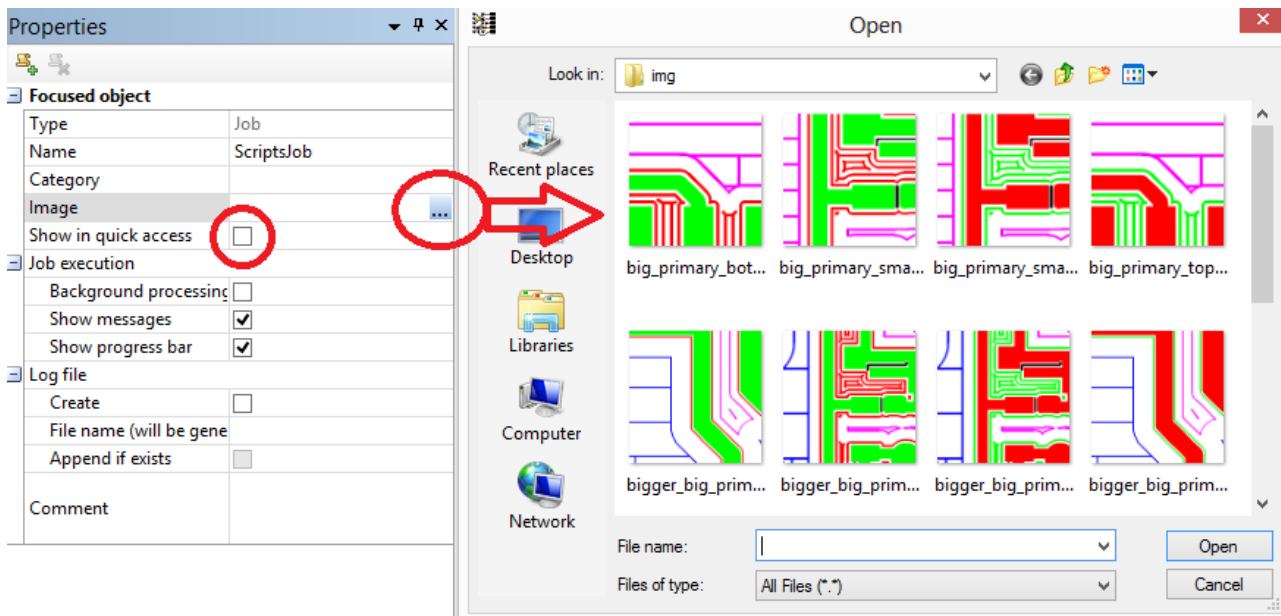 Properties
Focused object
Type Job
Name ScriptsJob
Category
Image ...
Show in quick access
Job execution
Background processing
Show messages
Show progress bar
Log file
Create
File name (will be gene
Append if exists
Comment
Open
Look in: img
Recent places
Desktop
Libraries
Computer
Network
big_primary_bot... big_primary_sma... big_primary_sma... big_primary_top...
bigger_big_prim... bigger_big_prim... bigger_big_prim... bigger_big_prim...
File name: Open
Files of type: All Files (*.*) Cancel